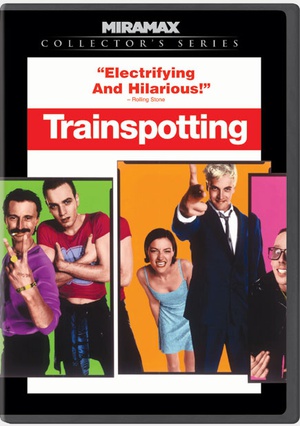 MIRAMAX
COLLECTOR'S SERIES
"Electrifying
And Hilarious!"
– Rolling Stone
Trainspotting